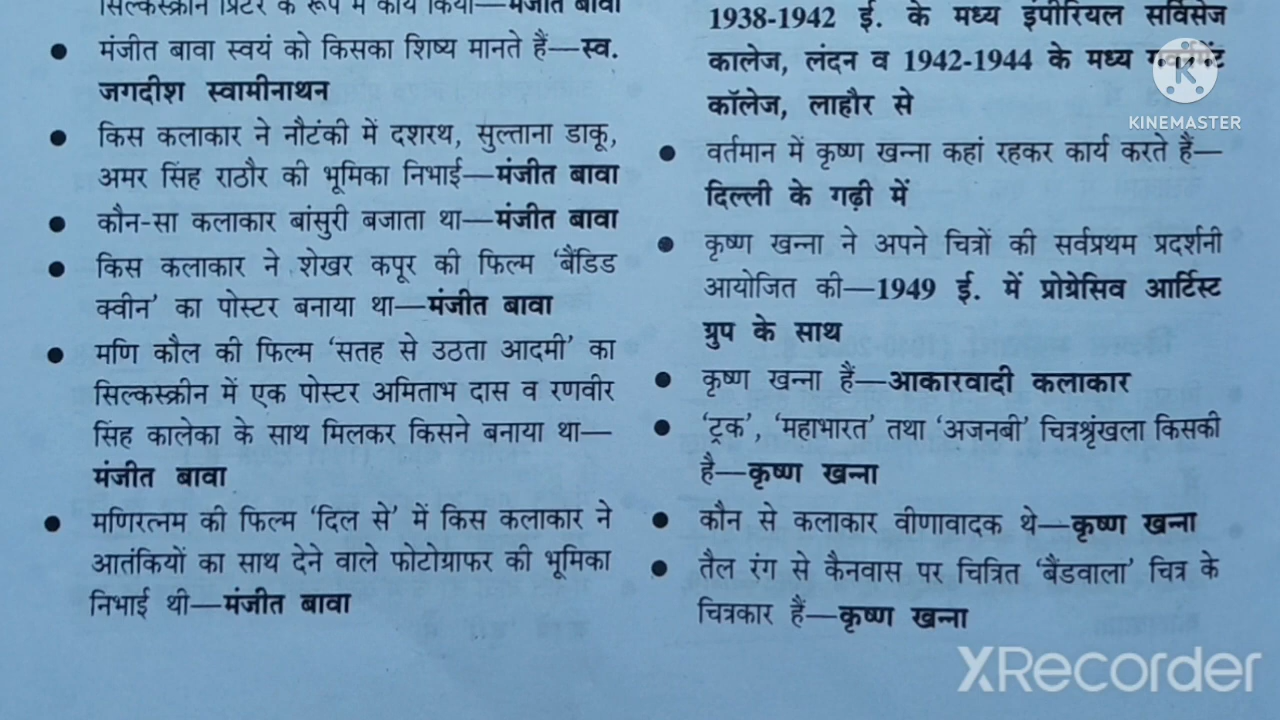 सिल्कस्क्रीन प्रिंटर के रूप में कार्य किया—मंजीत बावा
● मंजीत बावा स्वयं को किसका शिष्य मानते हैं—स्व.
जगदीश स्वामीनाथन
● किस कलाकार ने नौटंकी में दशरथ, सुल्ताना डाकू,
अमर सिंह राठौर की भूमिका निभाई—मंजीत बावा
● कौन-सा कलाकार बांसुरी बजाता था—मंजीत बावा
● किस कलाकार ने शेखर कपूर की फिल्म ‘बैंडिड
क्वीन’ का पोस्टर बनाया था—मंजीत बावा
● मणि कौल की फिल्म ‘सतह से उठता आदमी’ का
सिल्कस्क्रीन में एक पोस्टर अमिताभ दास व रणवीर
सिंह कालेका के साथ मिलकर किसने बनाया था—
मंजीत बावा
● मणिरत्नम की फिल्म ‘दिल से’ में किस कलाकार ने
आतंकियों का साथ देने वाले फोटोग्राफर की भूमिका
निभाई थी—मंजीत बावा
1938-1942 ई. के मध्य इंपीरियल सर्विसेज
कालेज, लंदन व 1942-1944 के मध्य गवर्नमेंट
कॉलेज, लाहौर से
● वर्तमान में कृष्ण खन्ना कहां रहकर कार्य करते हैं—
दिल्ली के गढ़ी में
● कृष्ण खन्ना ने अपने चित्रों की सर्वप्रथम प्रदर्शनी
आयोजित की—1949 ई. में प्रोग्रेसिव आर्टिस्ट
ग्रुप के साथ
● कृष्ण खन्ना हैं—आकारवादी कलाकार
● ‘ट्रक’, ‘महाभारत’ तथा ‘अजनबी’ चित्रश्रृंखला किसकी
है—कृष्ण खन्ना
● कौन से कलाकार वीणावादक थे—कृष्ण खन्ना
● तैल रंग से कैनवास पर चित्रित ‘बैंडवाला’ चित्र के
चित्रकार हैं—कृष्ण खन्ना
K
KINEMASTER
XRecorder